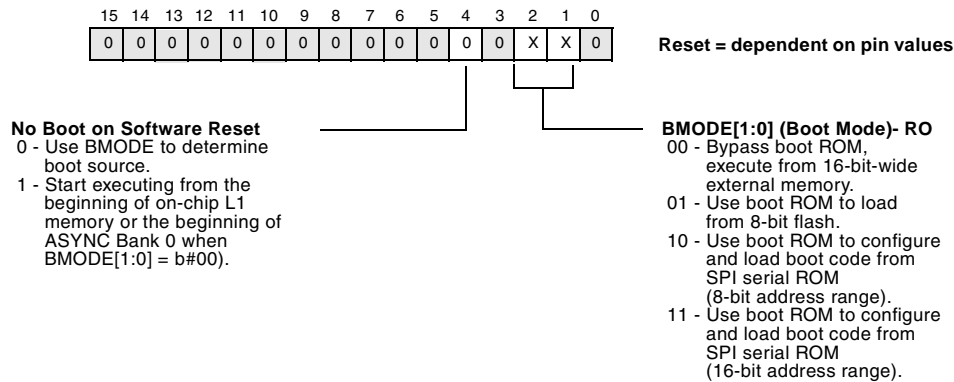 15 14 13 12 11 10 9 8 7 6 5 4 3 2 1 0
0 0 0 0 0 0 0 0 0 0 0 0 0 X X 0
Reset = dependent on pin values
No Boot on Software Reset
0 - Use BMODE to determine
boot source.
1 - Start executing from the
beginning of on-chip L1
memory or the beginning of
ASYNC Bank 0 when
BMODE[1:0] = b#00).
BMODE[1:0] (Boot Mode)- RO
00 - Bypass boot ROM,
execute from 16-bit-wide
external memory.
01 - Use boot ROM to load
from 8-bit flash.
10 - Use boot ROM to configure
and load boot code from
SPI serial ROM
(8-bit address range).
11 - Use boot ROM to configure
and load boot code from
SPI serial ROM
(16-bit address range).